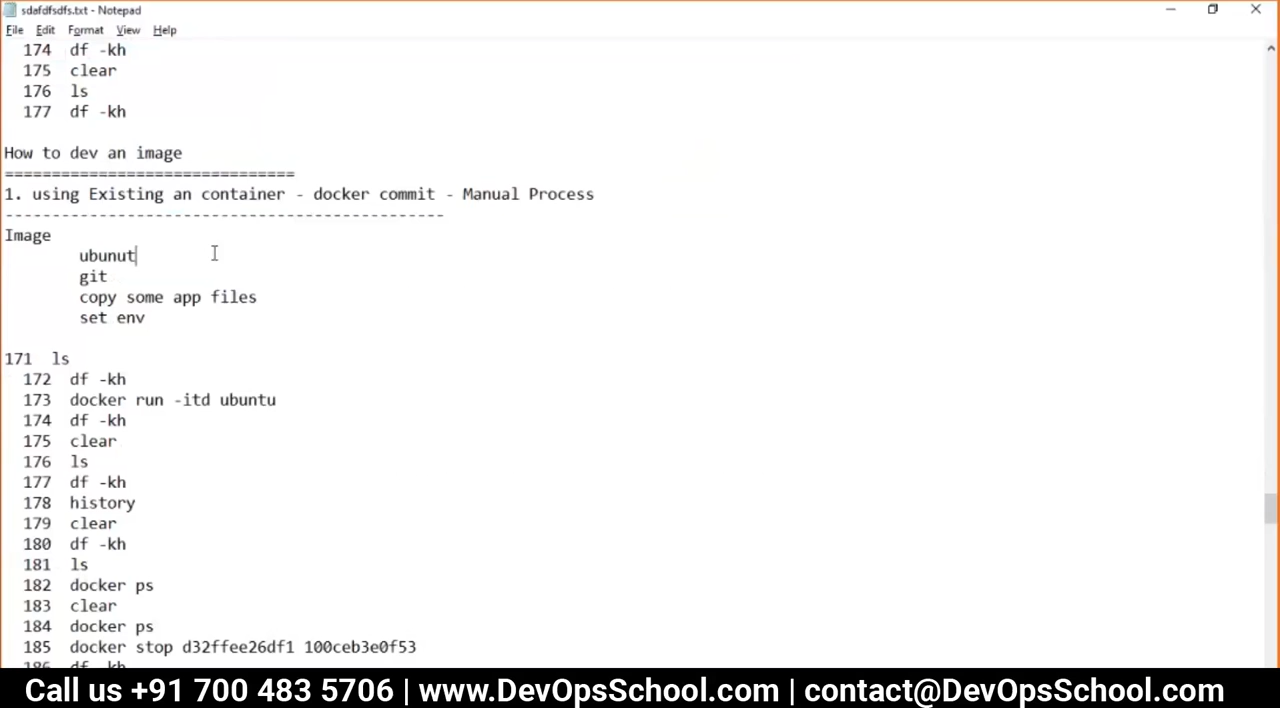 sdafdfsdfs.txt - Notepad
File Edit Format View Help
174 df -kh
175 clear
176 ls
177 df -kh
How to dev an image
===============================
1. using Existing an container - docker commit - Manual Process
-----------------------------------------------
Image
ubunut
git
copy some app files
set env
171 ls
172 df -kh
173 docker run -itd ubuntu
174 df -kh
175 clear
176 ls
177 df -kh
178 history
179 clear
180 df -kh
181 ls
182 docker ps
183 clear
184 docker ps
185 docker stop d32ffee26df1 100ceb3e0f53
186 df -kh
Call us +91 700 483 5706 | www.DevOpsSchool.com | contact@DevOpsSchool.com